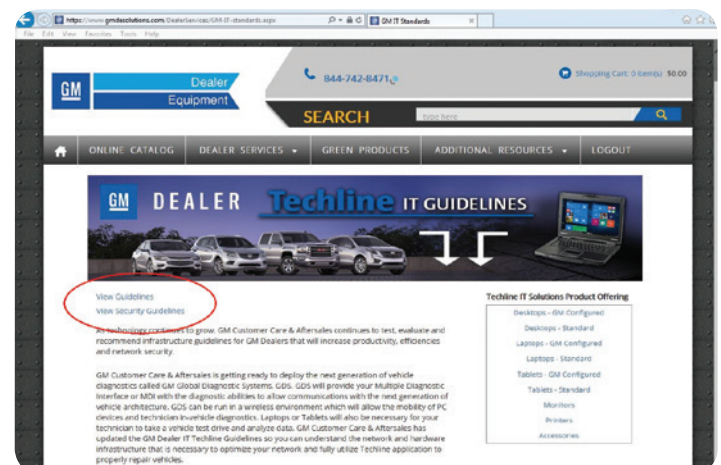 https://www.gmdesolutions.com/DealerServices/GM-IT-standards.aspx
GM IT Standards
File Edit View Favorites Tools Help
GM
Dealer
Equipment
844-742-8471
Shopping Cart: 0 Item(s) $0.00
SEARCH
type here
ONLINE CATALOG
DEALER SERVICES
GREEN PRODUCTS
ADDITIONAL RESOURCES
LOGOUT
GM DEALER Techline IT GUIDELINES
View Guidelines
View Security Guidelines
As technology continues to grow. GM Customer Care & Aftersales continues to test, evaluate and
recommend infrastructure guidelines for GM Dealers that will increase productivity, efficiencies
and network security.
GM Customer Care & Aftersales is getting ready to deploy the next generation of vehicle
diagnostics called GM Global Diagnostic Systems, GDS. GDS will provide your Multiple Diagnostic
Interface or MDI with the diagnostic abilities to allow communications with the next generation of
vehicle architecture. GDS can be run in a wireless environment which will allow the mobility of PC
devices and technician in-vehicle diagnostics. Laptops or Tablets will also be necessary for your
technician to take a vehicle test drive and analyze data. GM Customer Care & Aftersales has
updated the GM Dealer IT Techline Guidelines so you can understand the network and hardware
infrastructure that is necessary to optimize your network and fully utilize Techline application to
properly repair vehicles.
Techline IT Solutions Product Offering
Desktops - GM Configured
Desktops - Standard
Laptops - GM Configured
Laptops - Standard
Tablets - GM Configured
Tablets - Standard
Monitors
Printers
Accessories